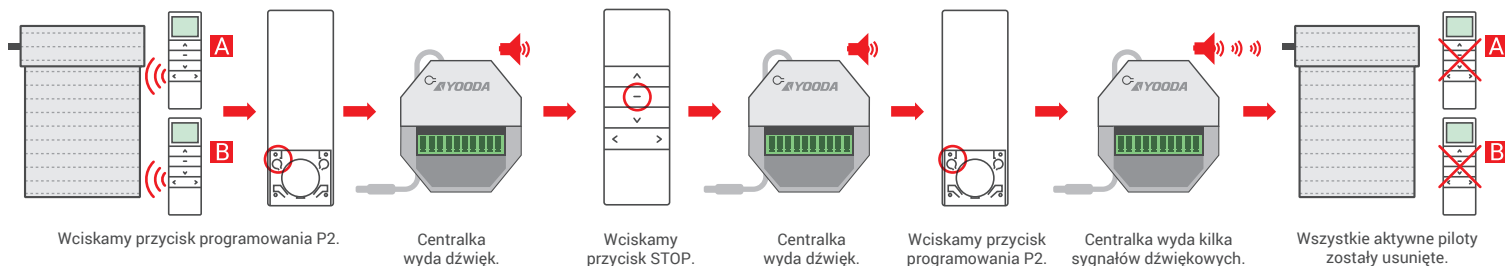 A
B
YOODA
YOODA
YOODA
A
B
Wciskamy przycisk programowania P2.
Centralka
wyda dźwięk.
Wciskamy
przycisk STOP.
Centralka
wyda dźwięk.
Wciskamy przycisk
programowania P2.
Centralka wyda kilka
sygnałów dźwiękowych.
Wszystkie aktywne piloty
zostały usunięte.